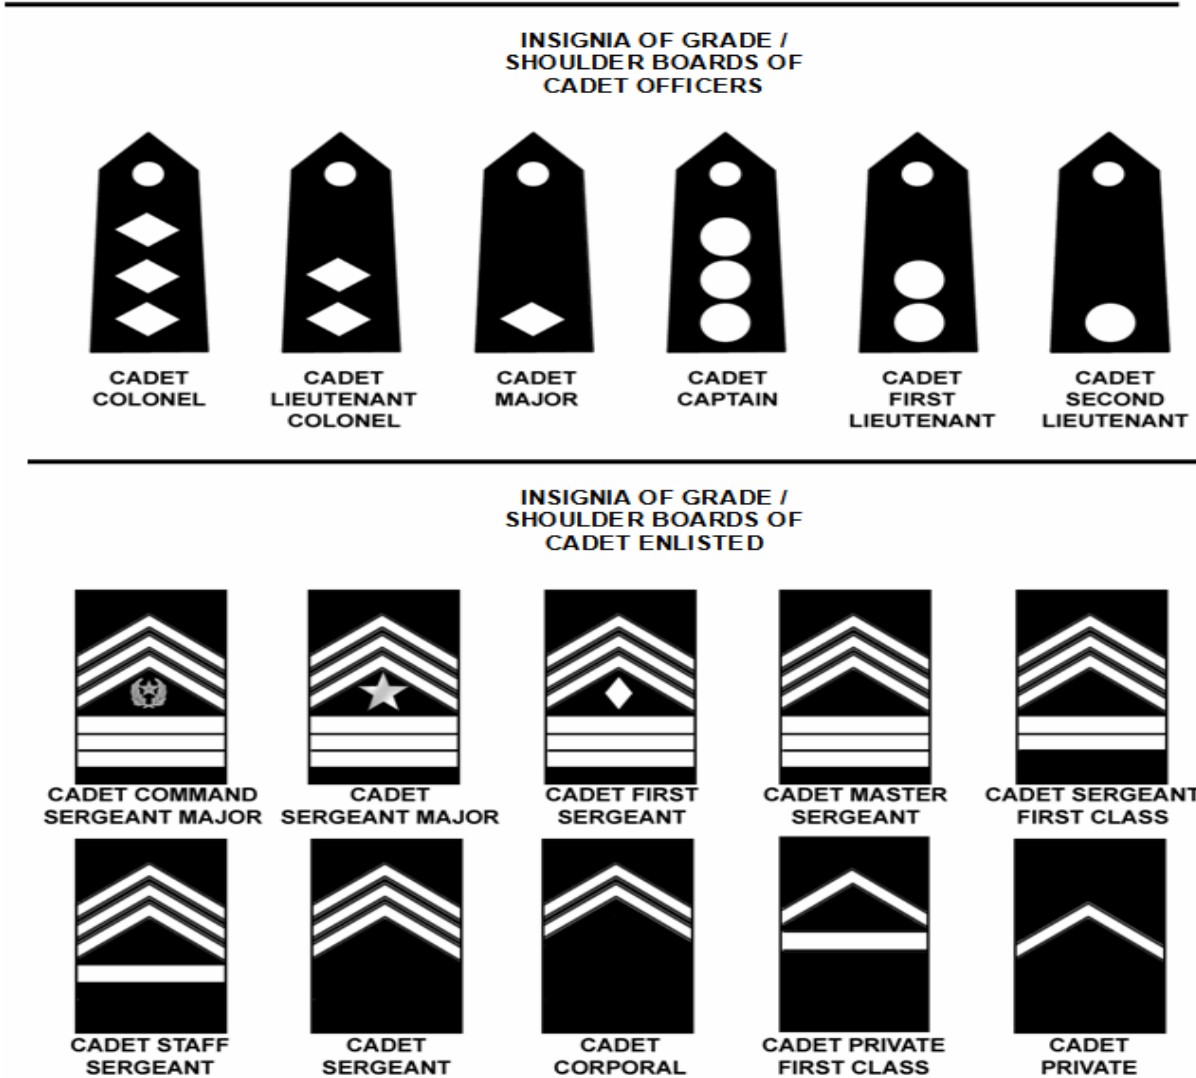 INSIGNIA OF GRADE /
SHOULDER BOARDS OF
CADET OFFICERS
CADET
COLONEL
CADET
LIEUTENANT
COLONEL
CADET
MAJOR
CADET
CAPTAIN
CADET
FIRST
LIEUTENANT
CADET
SECOND
LIEUTENANT
INSIGNIA OF GRADE /
SHOULDER BOARDS OF
CADET ENLISTED
CADET COMMAND
SERGEANT MAJOR
CADET
SERGEANT MAJOR
CADET FIRST
SERGEANT
CADET MASTER
SERGEANT
CADET SERGEANT
FIRST CLASS
CADET STAFF
SERGEANT
CADET
SERGEANT
CADET
CORPORAL
CADET PRIVATE
FIRST CLASS
CADET
PRIVATE